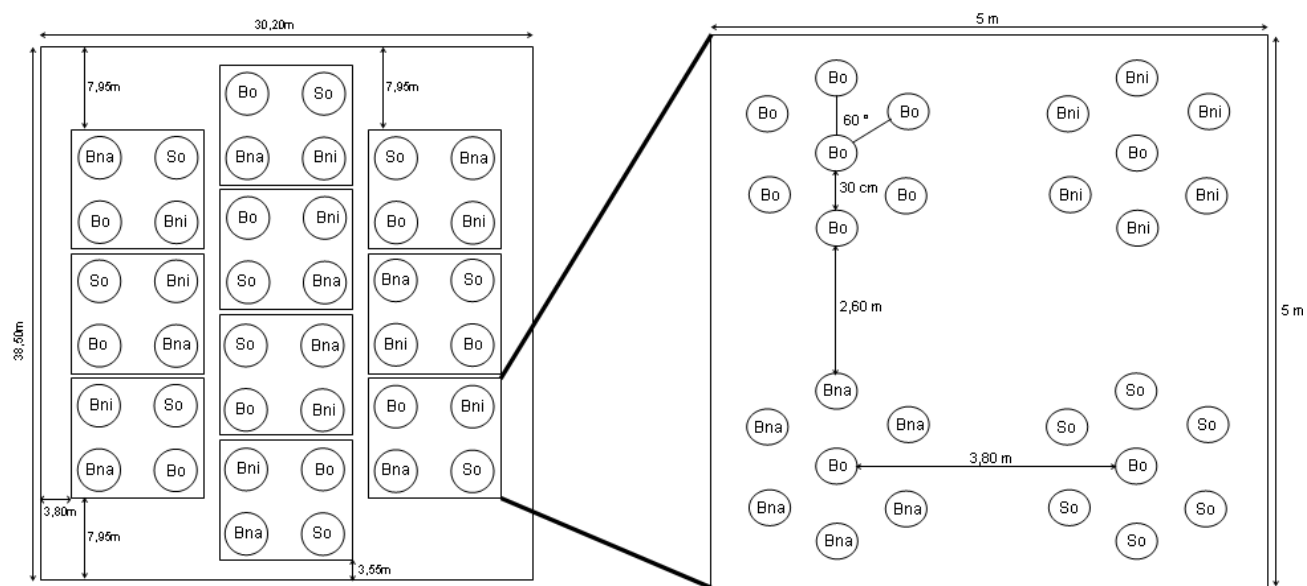 30,20m
7,95m 7,95m
Bo So
Bna So Bna Bni So Bna
Bo Bni Bo Bni Bo Bni
So Bni So Bna Bna So
38,50m
Bo Bna So Bna Bni Bo
Bni So Bo Bni Bo Bni
Bna Bo Bni Bo Bna So
3,80m
7,95m
Bna So
3,55m
5 m
Bo Bni
Bo Bo Bni Bni
60 °
Bo Bo
30 cm
Bo Bo Bni Bni
Bo Bni
2,60 m
5 m
Bna So
Bna Bna So So
Bo 3,80 m Bo
Bna Bna So So
Bna So